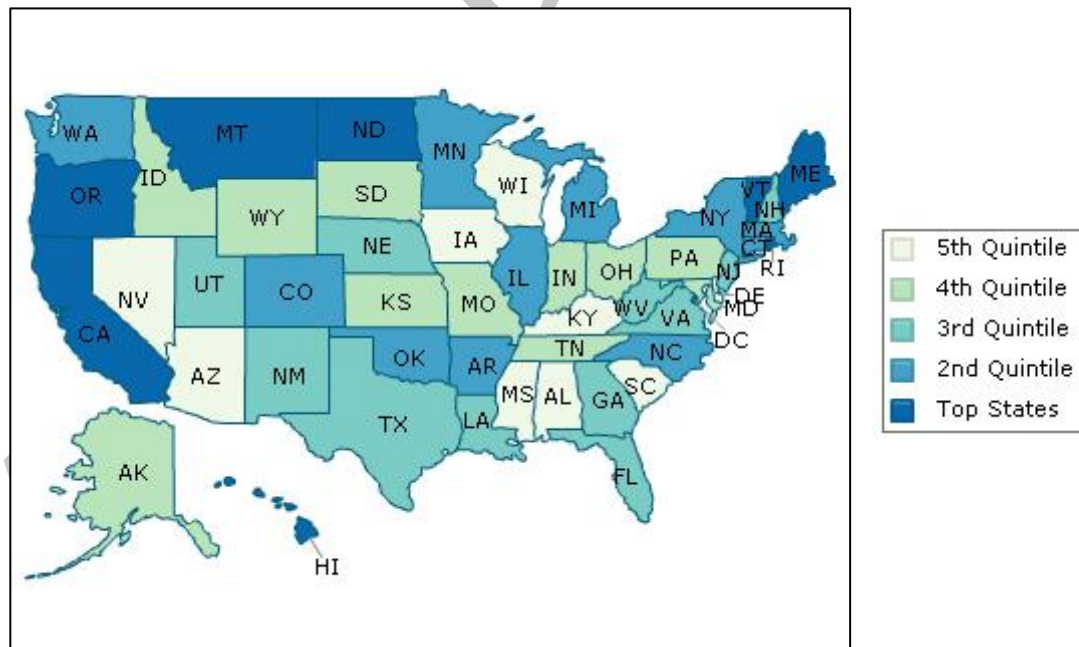 WA
MT
ND
MN
OR
ID
SD
WI
MI
VT
ME
WY
NY
NH
MA
CT
RI
NE
IA
PA
NJ
NV
UT
CO
IL
IN
OH
DE
MD
KS
MO
KY
WV
VA
DC
CA
AZ
NM
OK
AR
TN
NC
TX
LA
MS
AL
GA
SC
AK
FL
HI
5th Quintile
4th Quintile
3rd Quintile
2nd Quintile
Top States